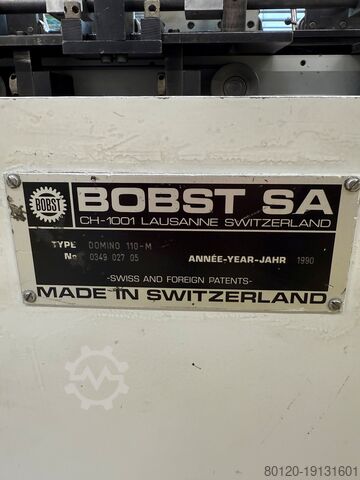 BOBST
BOBST SA
CH-1001 LAUSANNE SWITZERLAND
TYPE DOMINO 110-M
No 0349 027 05 ANNÉE-YEAR-JAHR 1990
-SWISS AND FOREIGN PATENTS-
MADE IN SWITZERLAND
80120-19131601